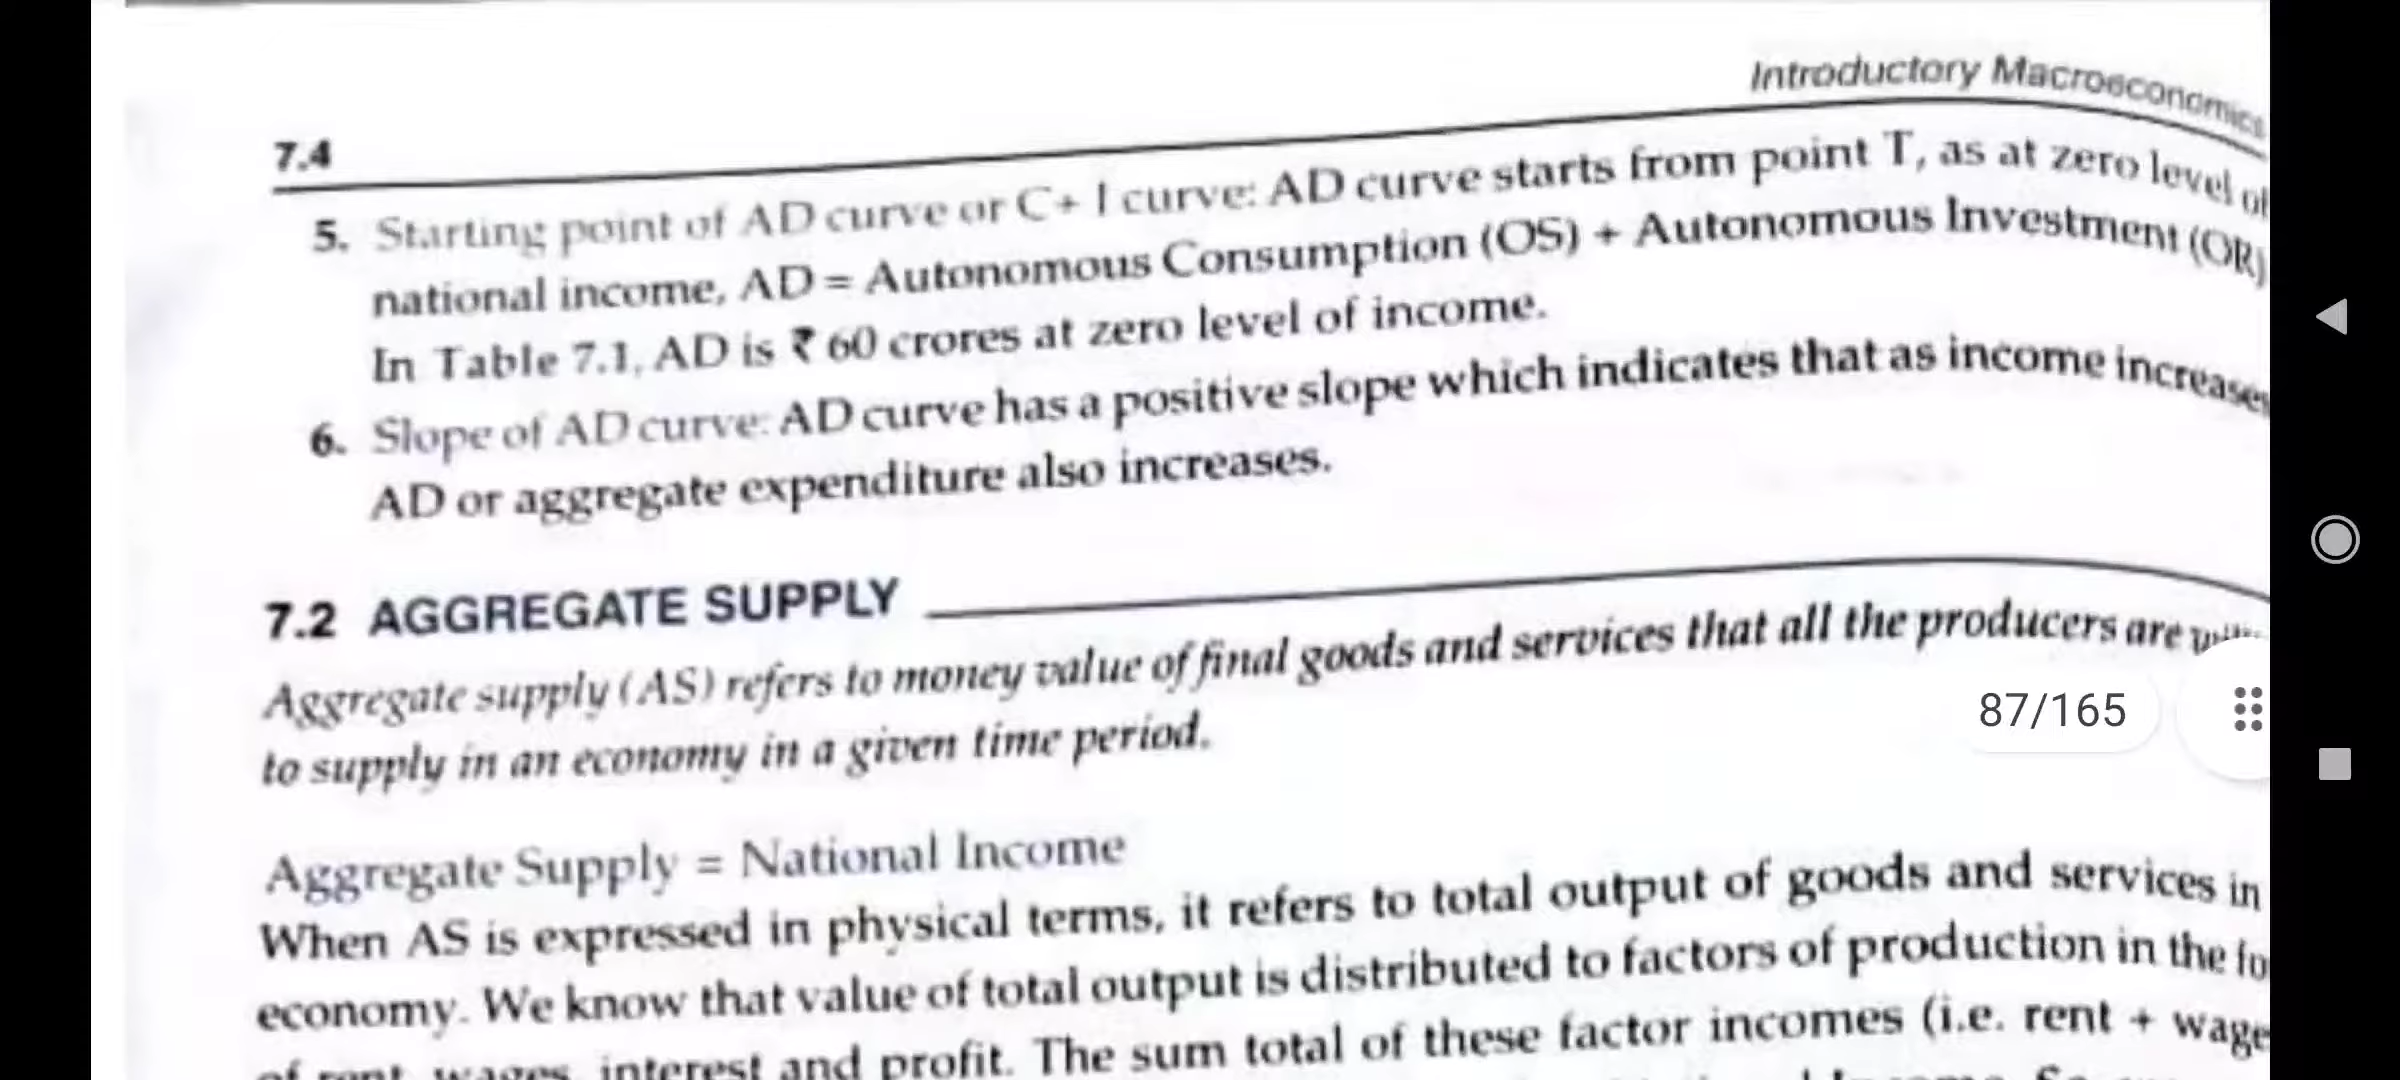 Introductory Macroeconomics
7.4
5. Starting point of AD curve or C+ I curve: AD curve starts from point T, as at zero level of
national income, AD = Autonomous Consumption (OS) + Autonomous Investment (OR)
In Table 7.1, AD is ₹ 60 crores at zero level of income.
6. Slope of AD curve: AD curve has a positive slope which indicates that as income increases
AD or aggregate expenditure also increases.
7.2 AGGREGATE SUPPLY
Aggregate supply (AS) refers to money value of final goods and services that all the producers are
87/165
to supply in an economy in a given time period.
Aggregate Supply = National Income
When AS is expressed in physical terms, it refers to total output of goods and services in
economy. We know that value of total output is distributed to factors of production in the fo
of rent, wages, interest and profit. The sum total of these factor incomes (i.e. rent + wage